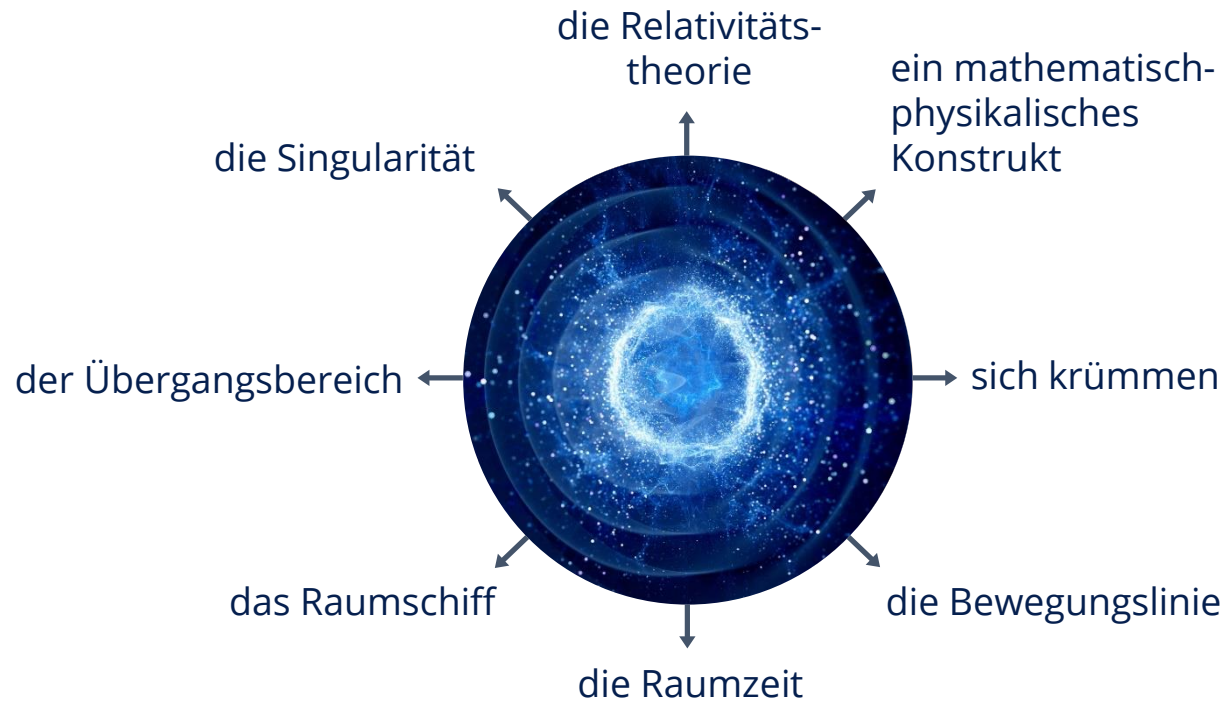 die Relativitäts-
theorie
ein mathematisch-
physikalisches
Konstrukt
die Singularität
der Übergangsbereich
sich krümmen
das Raumschiff
die Bewegungslinie
die Raumzeit